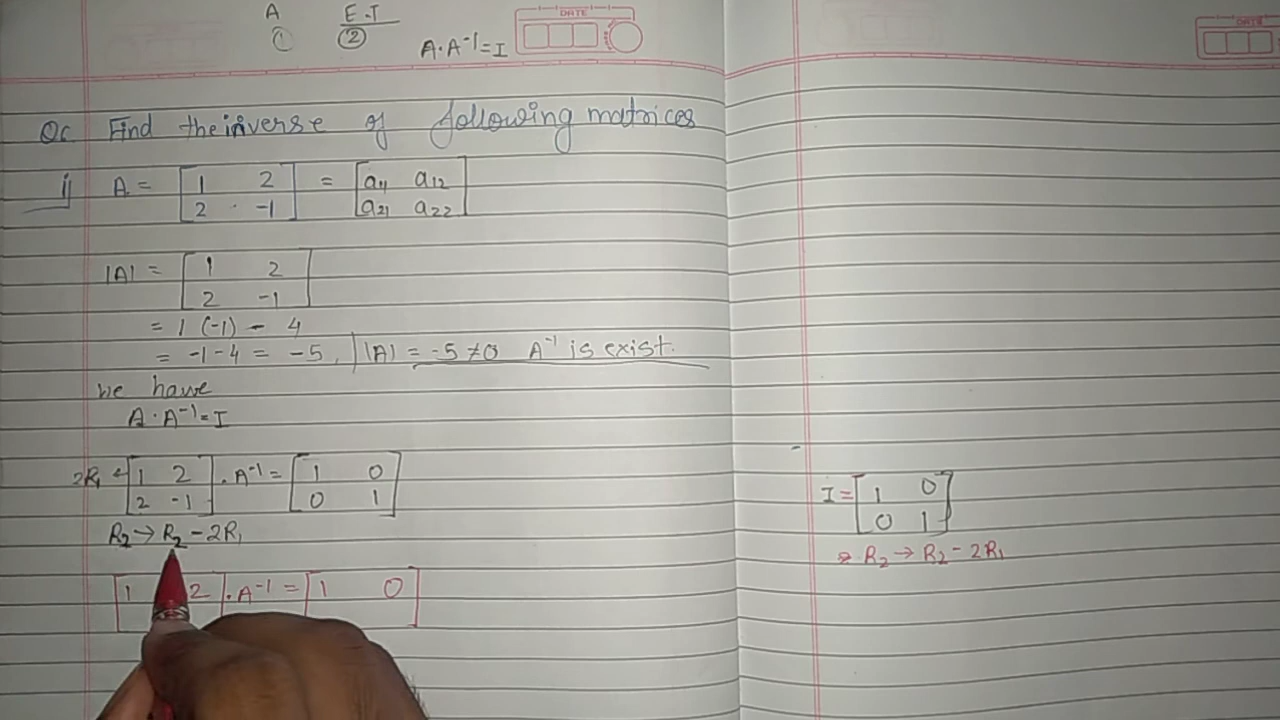 A E.I
① ② A·A⁻¹=I DATE
DATE
Find the inverse of following matrices
i) A = [1 2 = [a₁₁ a₁₂
2 -1] a₂₁ a₂₂]
|A| = [1 2
2 -1]
= 1 (-1) - 4
= -1-4 = -5, |A| = -5 ≠ 0 A⁻¹ is exist.
we have
A·A⁻¹=I
2R₁ [1 2 .A⁻¹ = [1 0
2 -1] 0 1]
R₂→R₂-2R₁
[1 2 .A⁻¹ = [1 0
I = [1 0
0 1]
⇒ R₂ → R₂ - 2R₁